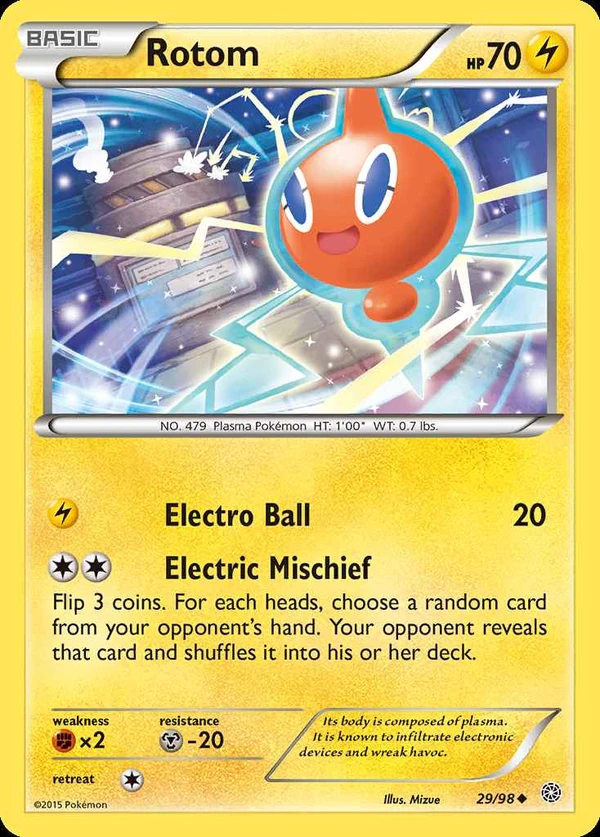 BASIC Rotom HP70
NO. 479 Plasma Pokémon HT: 1'00" WT: 0.7 lbs.
Electro Ball 20
Electric Mischief
Flip 3 coins. For each heads, choose a random card
from your opponent's hand. Your opponent reveals
that card and shuffles it into his or her deck.
weakness resistance
×2 -20
retreat
Its body is composed of plasma.
It is known to infiltrate electronic
devices and wreak havoc.
©2015 Pokémon Illus. Mizue 29/98